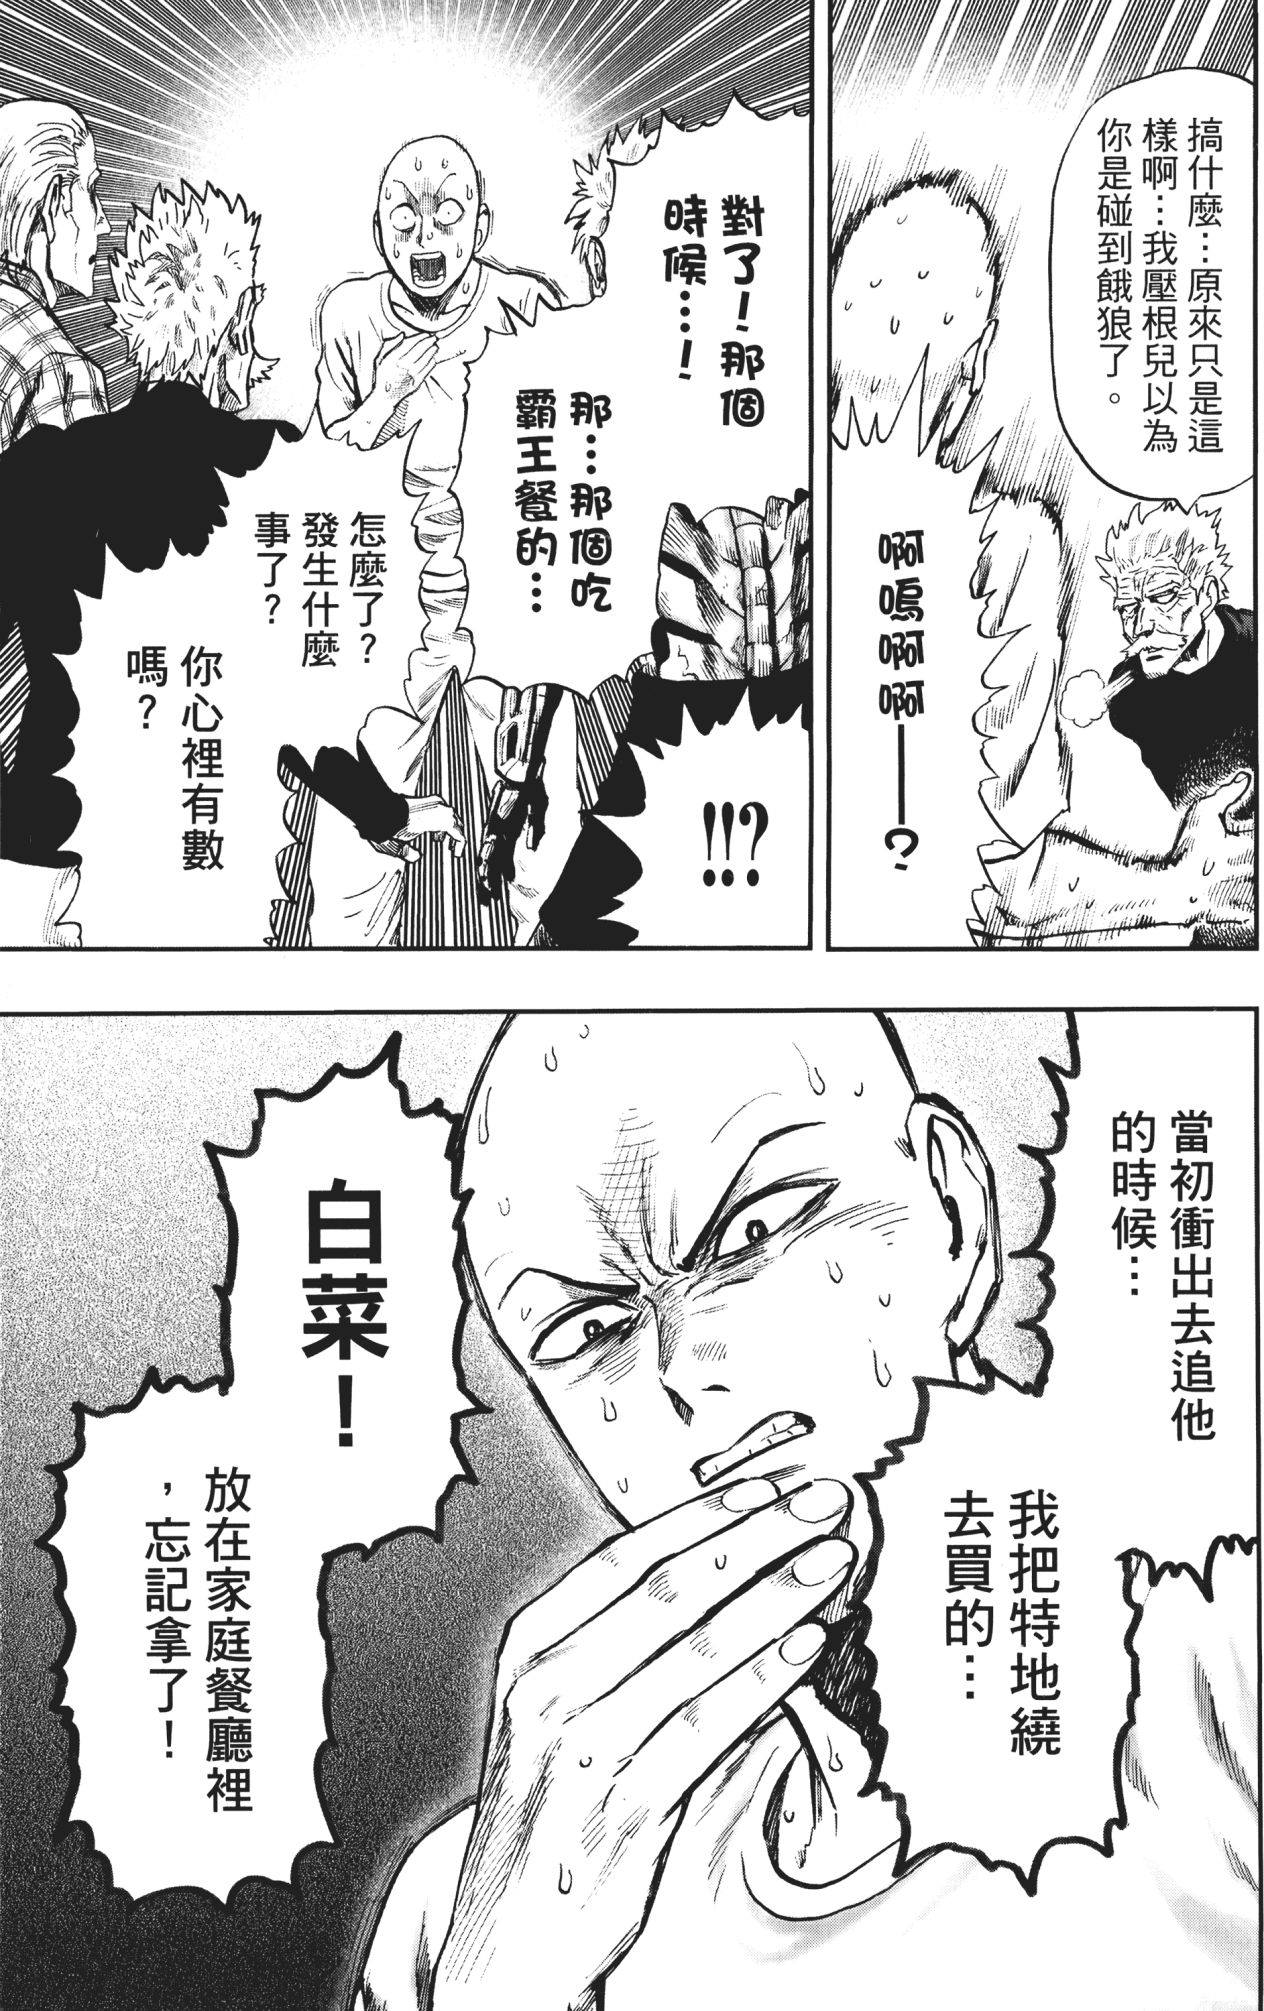 搞什麼…原來只是這
樣啊…我壓根兒以為
你是碰到餓狼了。
啊嗚啊啊——？
對了！那個
時候……！
那…那個吃
霸王餐的…
!!?
怎麼了？
發生什麼
事了？
你心裡有數
嗎？
當初衝出去追他
的時候…
我把特地繞
去買的…
白菜！
放在家庭餐廳裡
，忘記拿了！